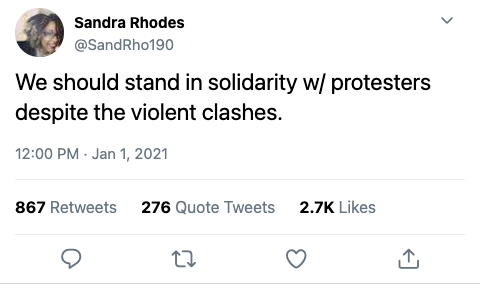 Sandra Rhodes
@SandRho190
We should stand in solidarity w/ protesters
despite the violent clashes.
12:00 PM · Jan 1, 2021
867 Retweets 276 Quote Tweets 2.7K Likes